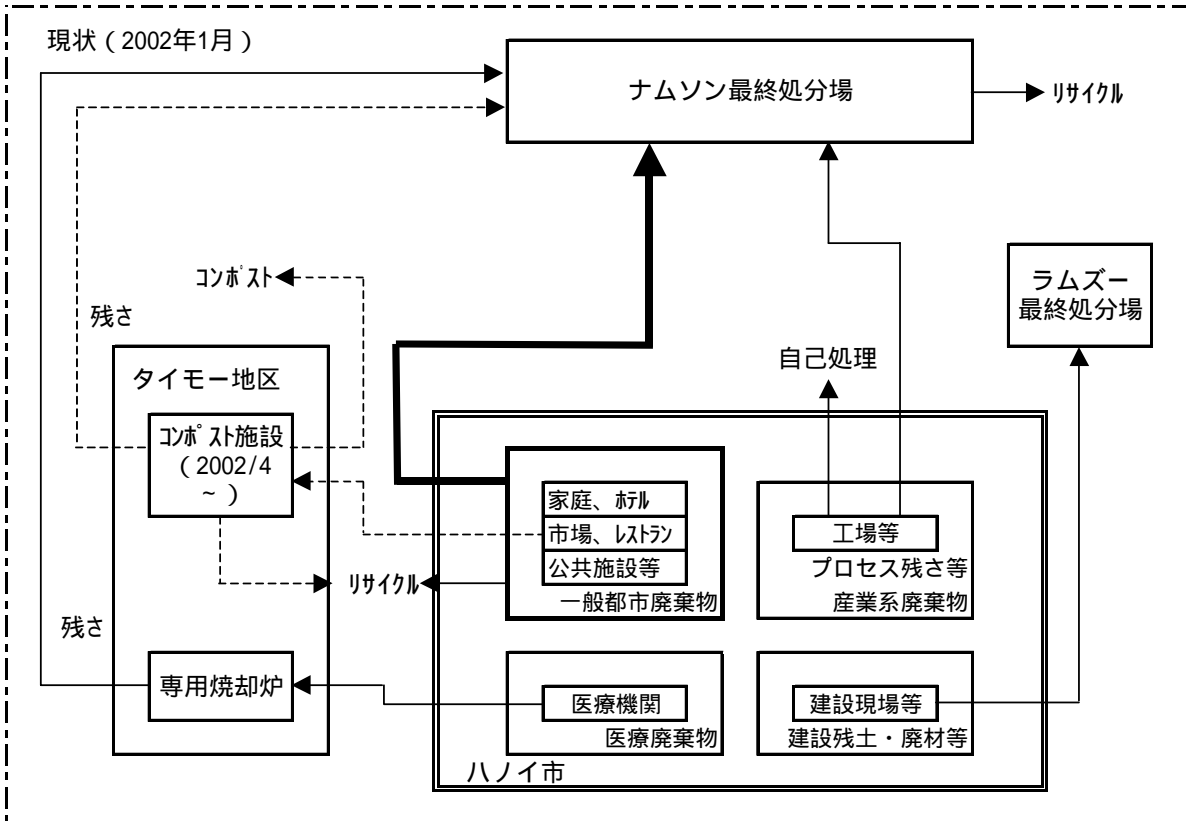 現状（2002年1月）
ナムソン最終処分場
ﾘｻｲｸﾙ
ｺﾝﾎﾟｽﾄ
ラムズー
最終処分場
残さ
自己処理
タイモー地区
ｺﾝﾎﾟｽﾄ施設
（2002/4
~ ）
家庭、ﾎﾃﾙ
市場、ﾚｽﾄﾗﾝ
公共施設等
一般都市廃棄物
工場等
プロセス残さ等
産業系廃棄物
ﾘｻｲｸﾙ
残さ
専用焼却炉
医療機関
医療廃棄物
建設現場等
建設残土・廃材等
ハノイ市